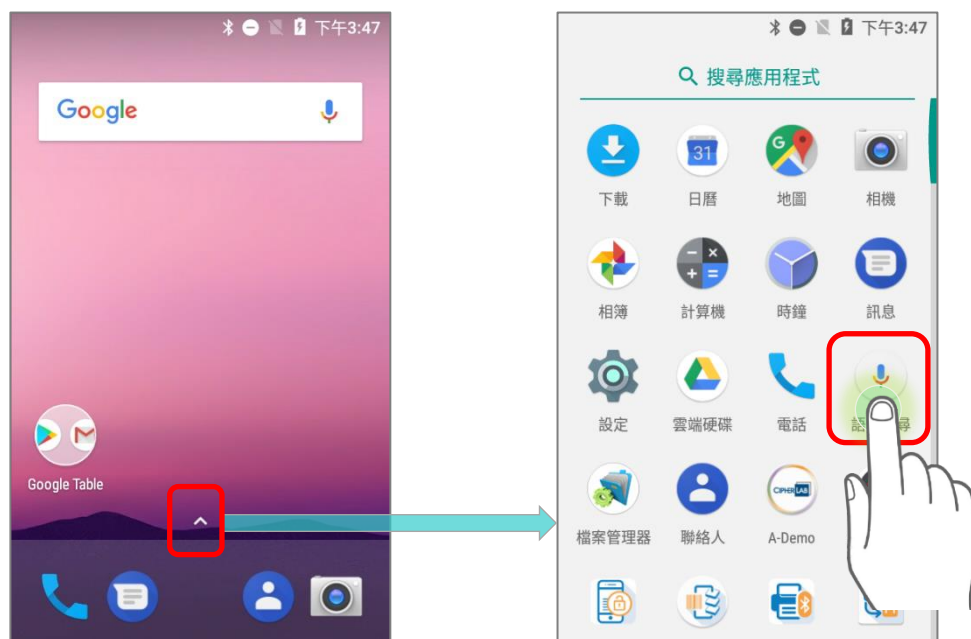 下午3:47
Google
Google Table
下午3:47
搜尋應用程式
G
31
下載
日曆
地圖
相機
相簿
計算機
時鐘
訊息
設定
雲端硬碟
電話
尋
檔案管理器
聯絡人
CIPHERLAB
A-Demo